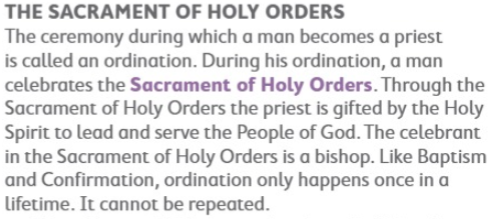 THE SACRAMENT OF HOLY ORDERS
The ceremony during which a man becomes a priest
is called an ordination. During his ordination, a man
celebrates the Sacrament of Holy Orders. Through the
Sacrament of Holy Orders the priest is gifted by the Holy
Spirit to lead and serve the People of God. The celebrant
in the Sacrament of Holy Orders is a bishop. Like Baptism
and Confirmation, ordination only happens once in a
lifetime. It cannot be repeated.